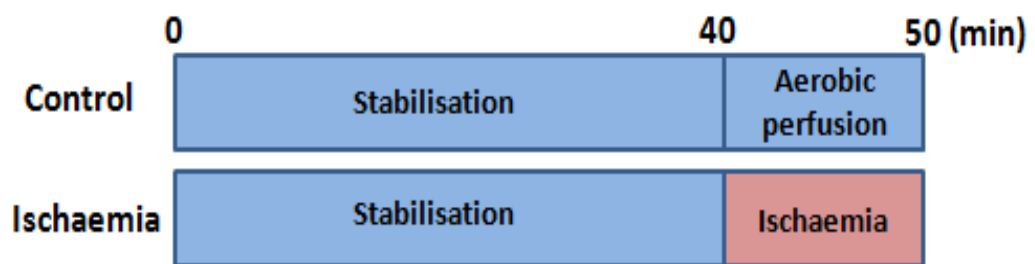 0 40 50 (min)
Control Stabilisation Aerobic perfusion
Ischaemia Stabilisation Ischaemia